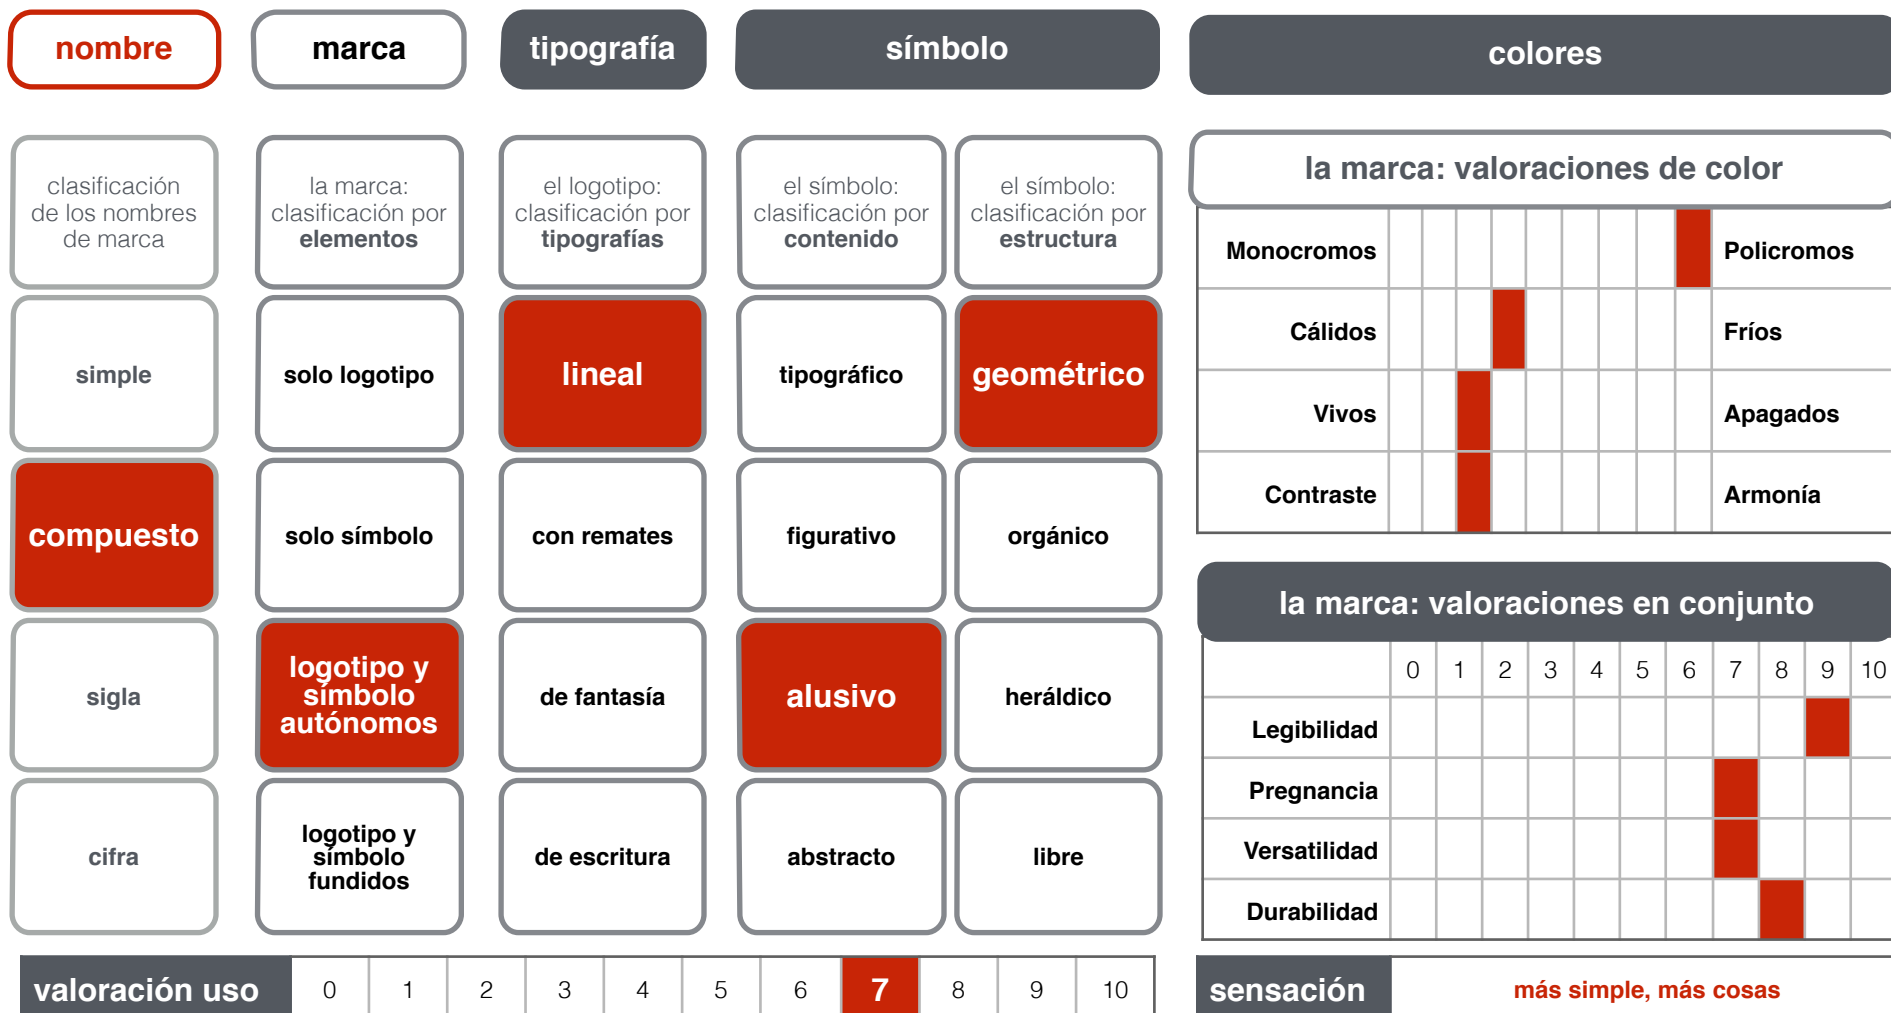 nombre
marca
tipografía
símbolo
colores
clasificación
de los nombres
de marca
la marca:
clasificación por
elementos
el logotipo:
clasificación por
tipografías
el símbolo:
clasificación por
contenido
el símbolo:
clasificación por
estructura
simple
solo logotipo
lineal
tipográfico
geométrico
compuesto
solo símbolo
con remates
figurativo
orgánico
sigla
logotipo y
símbolo
autónomos
de fantasía
alusivo
heráldico
cifra
logotipo y
símbolo
fundidos
de escritura
abstracto
libre
valoración uso 0 1 2 3 4 5 6 7 8 9 10
la marca: valoraciones de color
Monocromos Policromos
Cálidos Fríos
Vivos Apagados
Contraste Armonía
la marca: valoraciones en conjunto
0 1 2 3 4 5 6 7 8 9 10
Legibilidad
Pregnancia
Versatilidad
Durabilidad
sensación más simple, más cosas